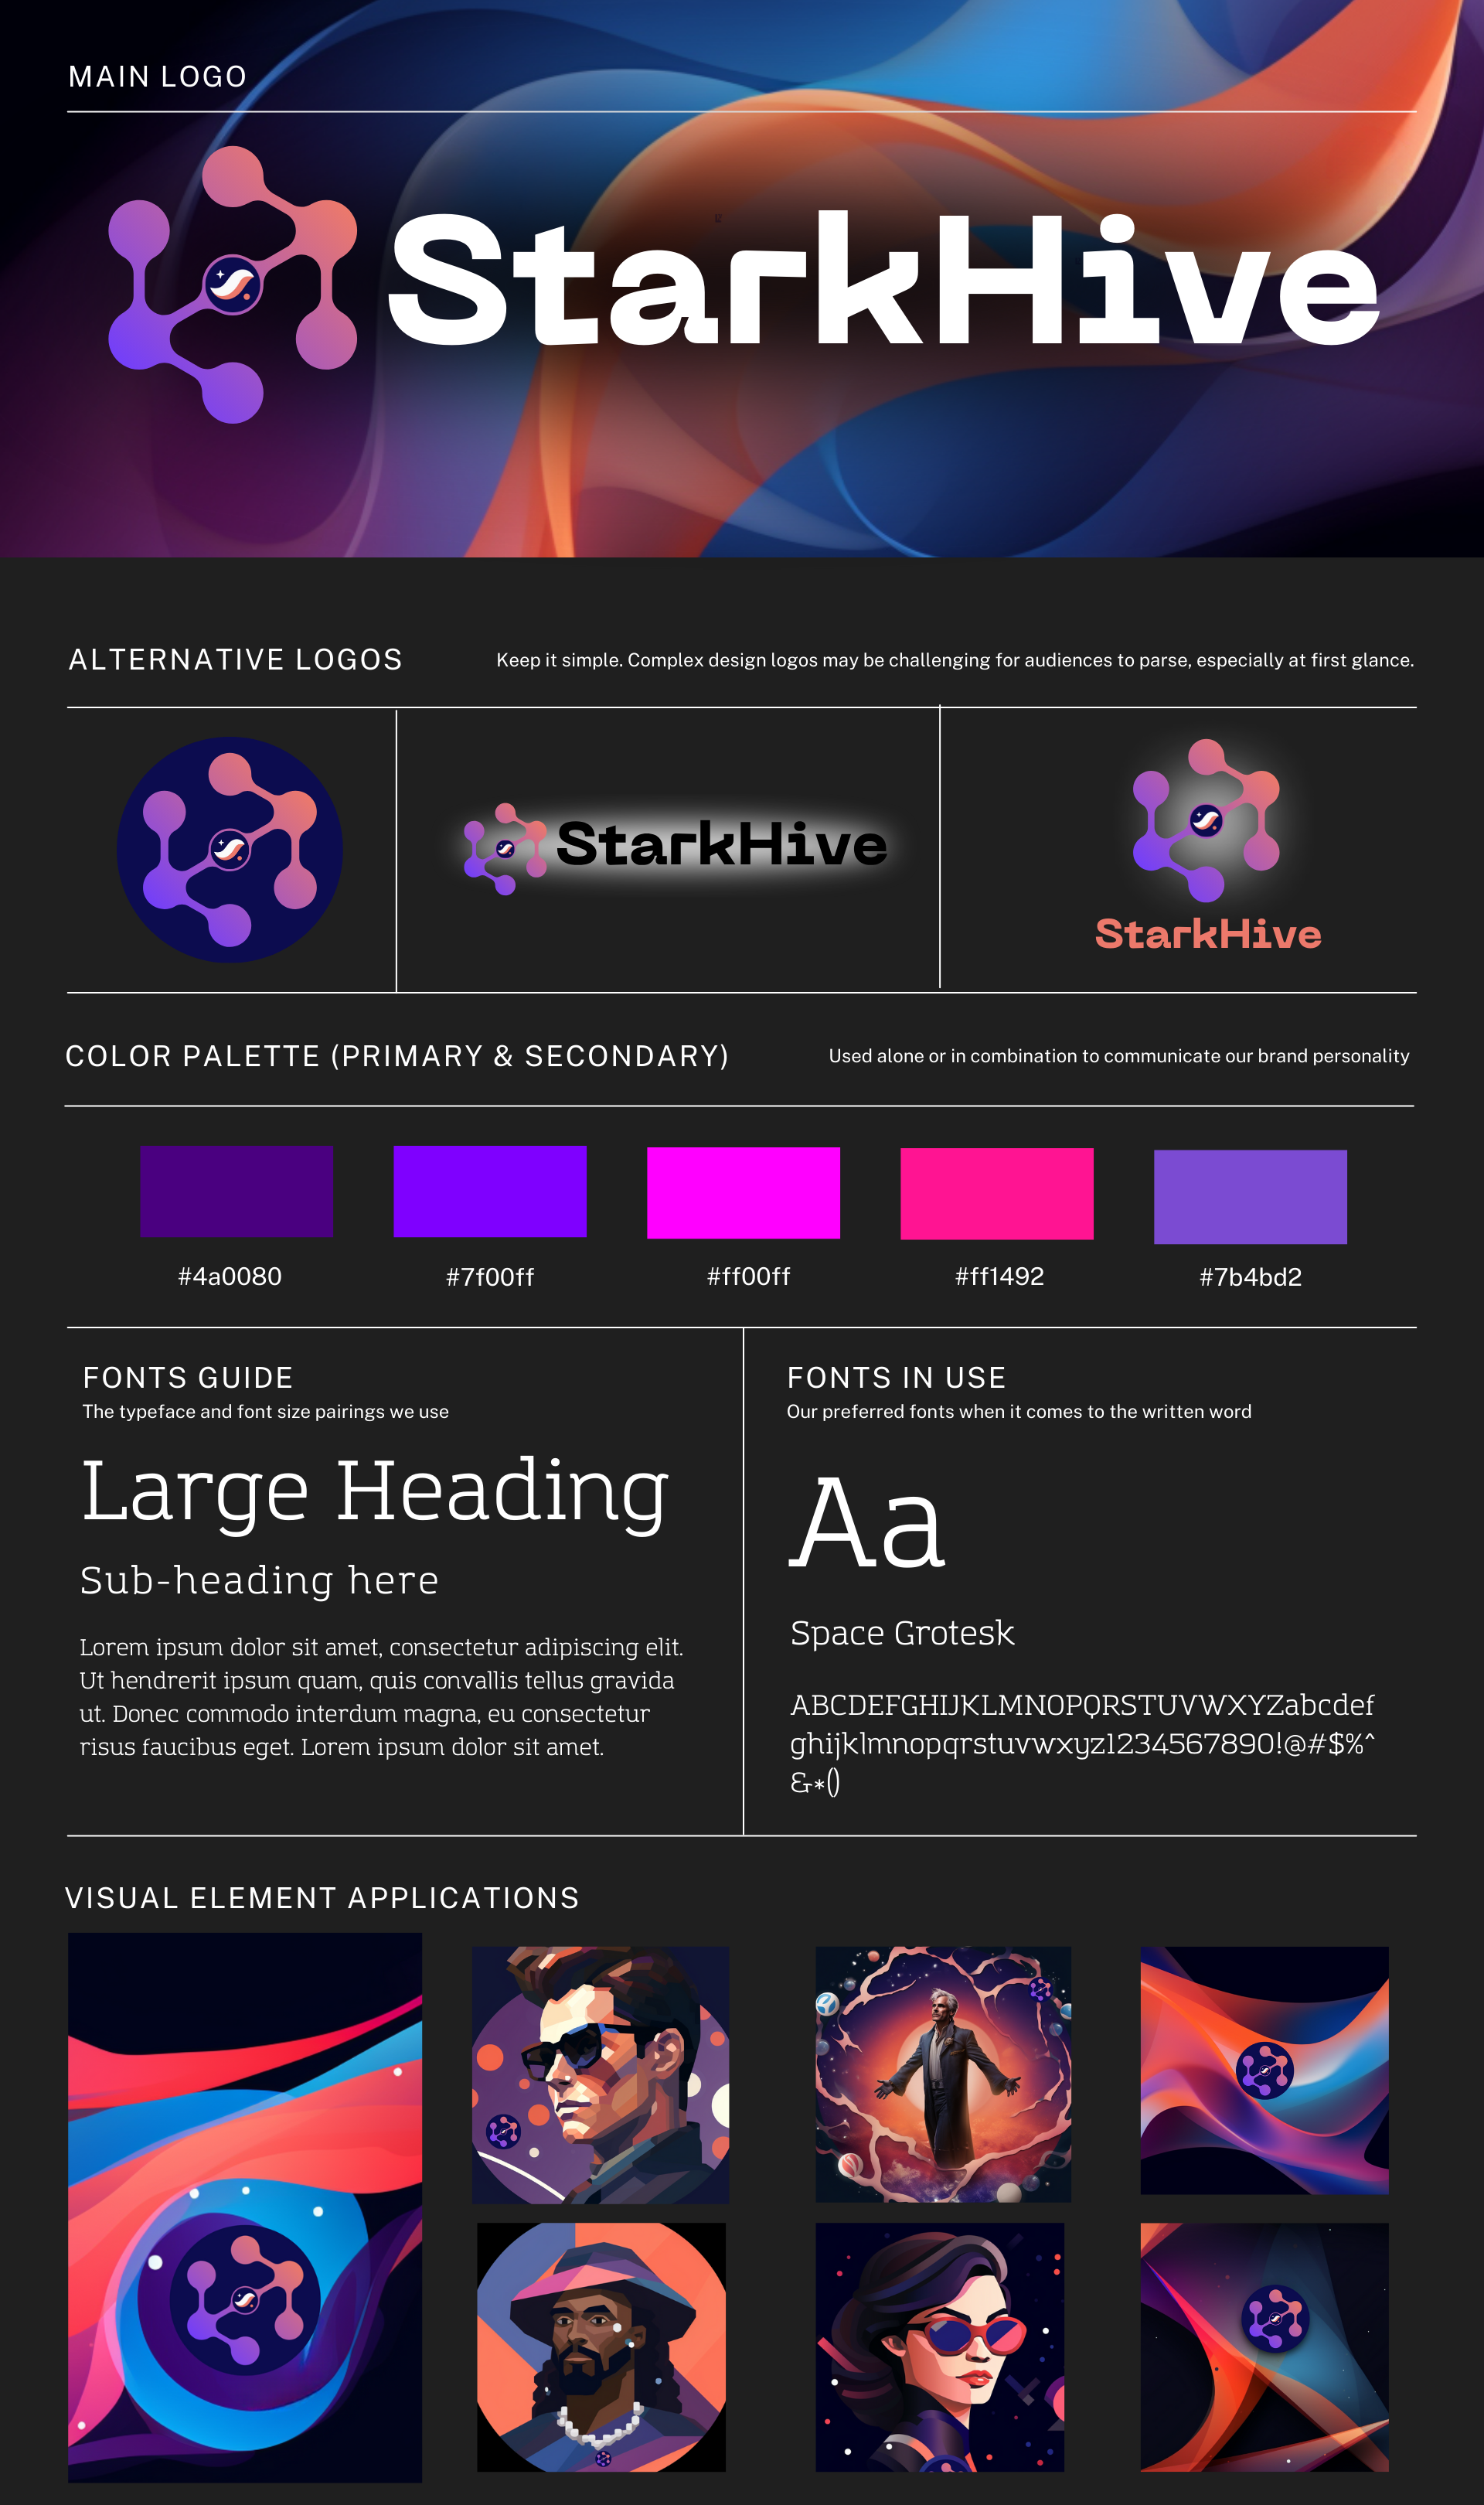 MAIN LOGO
StarkHive
ALTERNATIVE LOGOS
Keep it simple. Complex design logos may be challenging for audiences to parse, especially at first glance.
StarkHive
StarkHive
COLOR PALETTE (PRIMARY & SECONDARY)
Used alone or in combination to communicate our brand personality
#4a0080
#7f00ff
#ff00ff
#ff1492
#7b4bd2
FONTS GUIDE
The typeface and font size pairings we use
Large Heading
Sub-heading here
Lorem ipsum dolor sit amet, consectetur adipiscing elit.
Ut hendrerit ipsum quam, quis convallis tellus gravida
ut. Donec commodo interdum magna, eu consectetur
risus faucibus eget. Lorem ipsum dolor sit amet.
FONTS IN USE
Our preferred fonts when it comes to the written word
Aa
Space Grotesk
ABCDEFGHIJKLMNOPQRSTUVWXYZabcdef
ghijklmnopqrstuvwxyz1234567890!@#$%^
&*()
VISUAL ELEMENT APPLICATIONS